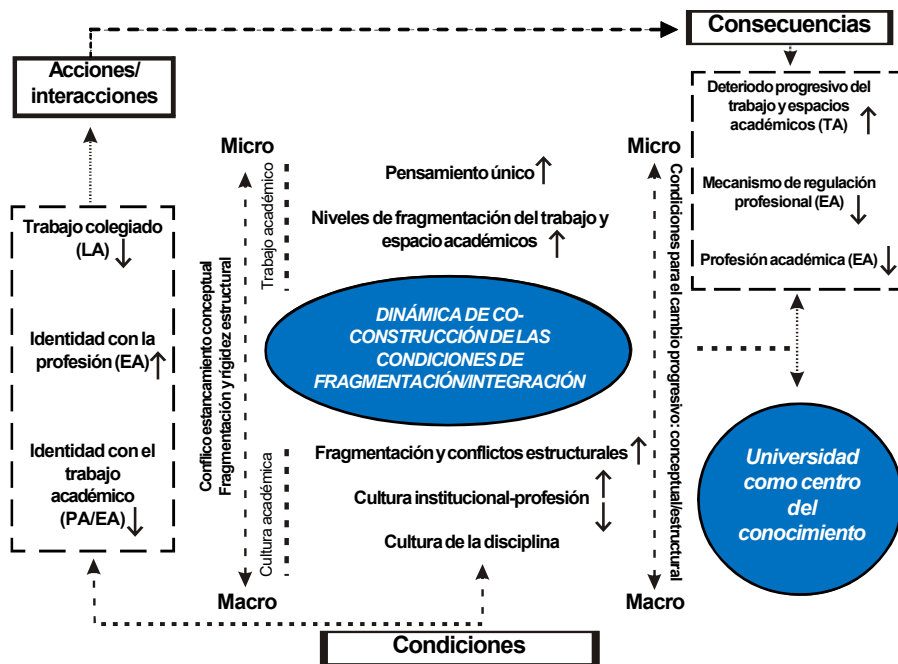 Consecuencias
Acciones/
interacciones
Deteriodo progresivo del
trabajo y espacios
académicos (TA)
Mecanismo de regulación
profesional (EA)
Profesión académica (EA)
Trabajo colegiado
(LA)
Identidad con la
profesión (EA)
Identidad con el
trabajo
académico
(PA/EA)
Micro
Conflico estancamiento conceptual
Fragmentación y rígidez estructural
Macro
Trabajo académico
Cultura académica
Pensamiento único
Niveles de fragmentación del trabajo y
espacio académicos
DINÁMICA DE CO-
CONSTRUCCIÓN DE LAS
CONDICIONES DE
FRAGMENTACIÓN/INTEGRACIÓN
Fragmentación y conflictos estructurales
Cultura institucional-profesión
Cultura de la disciplina
Micro
Condiciones para el cambio progresivo: conceptual/estructural
Macro
Universidad
como centro
del
conocimiento
Condiciones